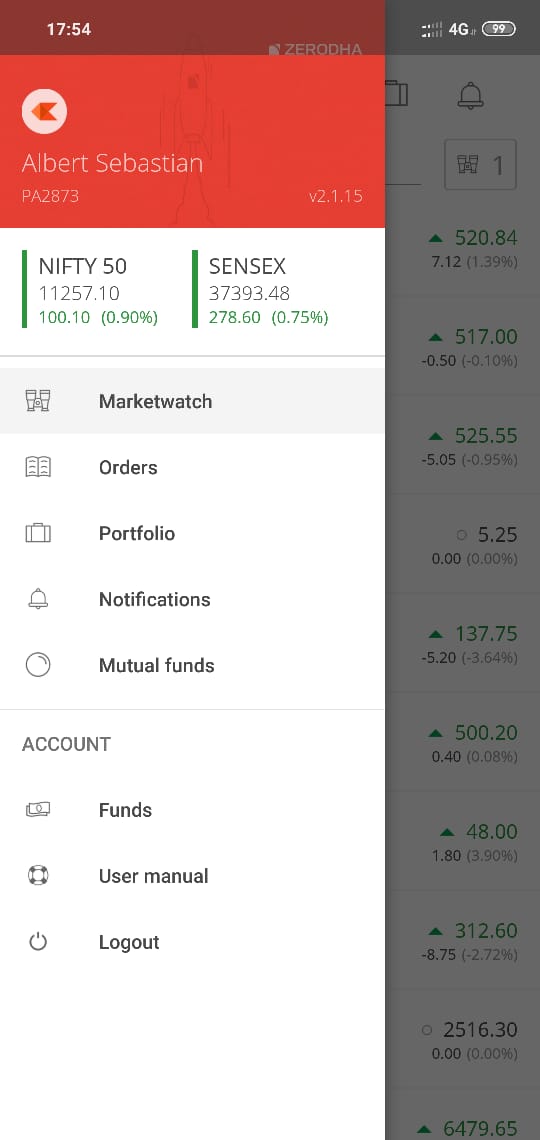 17:54
4G
99
ZERODHA
Albert Sebastian
PA2873
v2.1.15
1
NIFTY 50
11257.10
100.10 (0.90%)
SENSEX
37393.48
278.60 (0.75%)
Marketwatch
Orders
Portfolio
Notifications
Mutual funds
ACCOUNT
Funds
User manual
Logout
520.84
7.12 (1.39%)
517.00
-0.50 (-0.10%)
525.55
-5.05 (-0.95%)
5.25
0.00 (0.00%)
137.75
-5.20 (-3.64%)
500.20
0.40 (0.08%)
48.00
1.80 (3.90%)
312.60
-8.75 (-2.72%)
2516.30
0.00 (0.00%)
6479.65